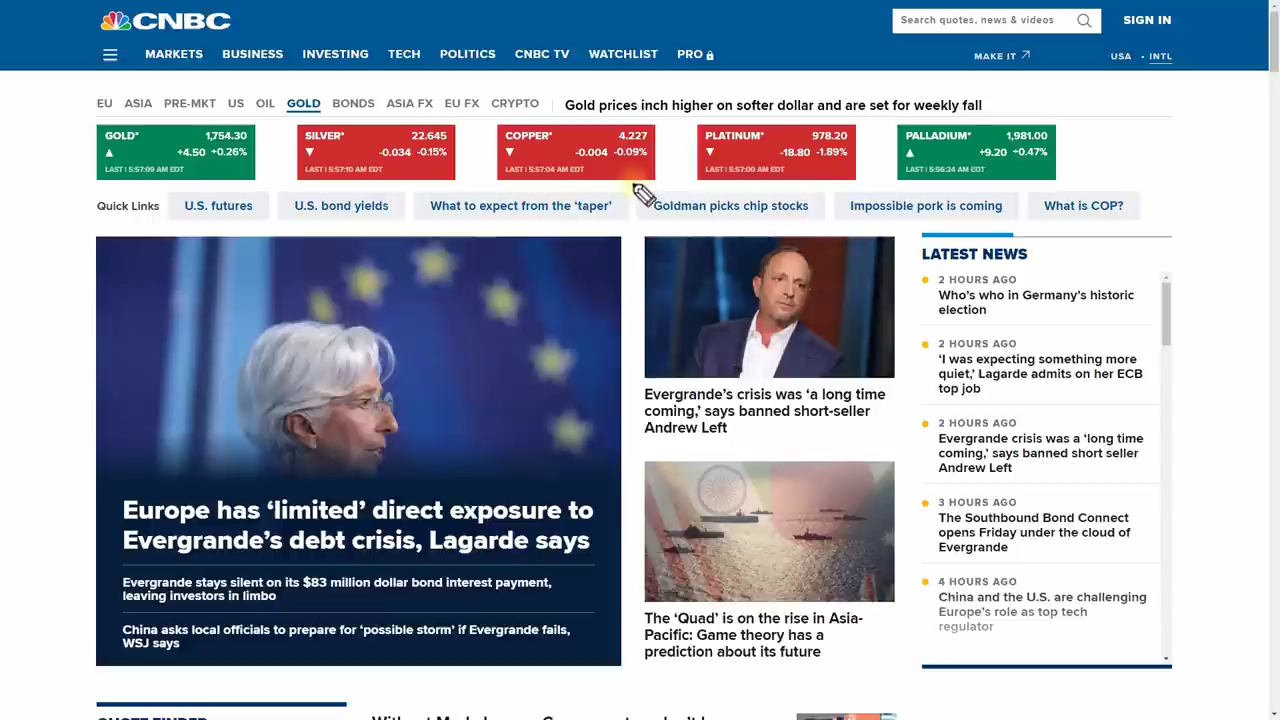 CNBC
Search quotes, news & videos
SIGN IN
MARKETS BUSINESS INVESTING TECH POLITICS CNBC TV WATCHLIST PRO
MAKE IT
USA • INTL
EU ASIA PRE-MKT US OIL GOLD BONDS ASIA FX EU FX CRYPTO
Gold prices inch higher on softer dollar and are set for weekly fall
GOLD* 1,754.30
▲ +4.50 +0.26%
LAST | 5:57:09 AM EDT
SILVER* 22.645
▼ -0.034 -0.15%
LAST | 5:57:10 AM EDT
COPPER* 4.227
▼ -0.004 -0.09%
LAST | 5:57:04 AM EDT
PLATINUM* 978.20
▼ -18.80 -1.89%
LAST | 5:57:00 AM EDT
PALLADIUM* 1,981.00
▲ +9.20 +0.47%
LAST | 5:56:24 AM EDT
Quick Links
U.S. futures
U.S. bond yields
What to expect from the ‘taper’
Goldman picks chip stocks
Impossible pork is coming
What is COP?
Europe has ‘limited’ direct exposure to
Evergrande’s debt crisis, Lagarde says
Evergrande stays silent on its $83 million dollar bond interest payment,
leaving investors in limbo
China asks local officials to prepare for ‘possible storm’ if Evergrande fails,
WSJ says
Evergrande’s crisis was ‘a long time
coming,’ says banned short-seller
Andrew Left
The ‘Quad’ is on the rise in Asia-
Pacific: Game theory has a
prediction about its future
LATEST NEWS
2 HOURS AGO
Who’s who in Germany’s historic
election
2 HOURS AGO
‘I was expecting something more
quiet,’ Lagarde admits on her ECB
top job
2 HOURS AGO
Evergrande crisis was a ‘long time
coming,’ says banned short seller
Andrew Left
3 HOURS AGO
The Southbound Bond Connect
opens Friday under the cloud of
Evergrande
4 HOURS AGO
China and the U.S. are challenging
Europe’s role as top tech
regulator
QUOTE FINDER